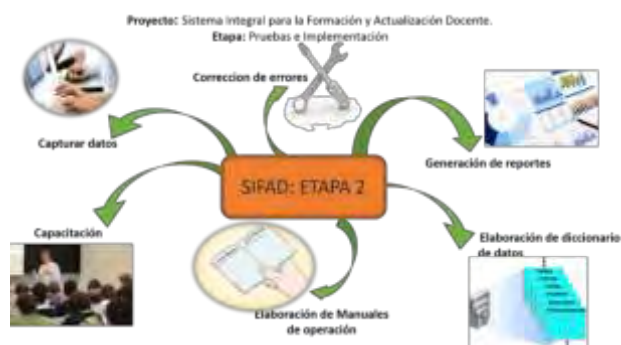 Proyecto: Sistema Integral para la Formación y Actualización Docente.
Etapa: Pruebas e Implementación
Correccion de errores
Capturar datos
Generación de reportes
SIFAD: ETAPA 2
Capacitación
Elaboración de diccionario
de datos
Elaboración de Manuales
de operación